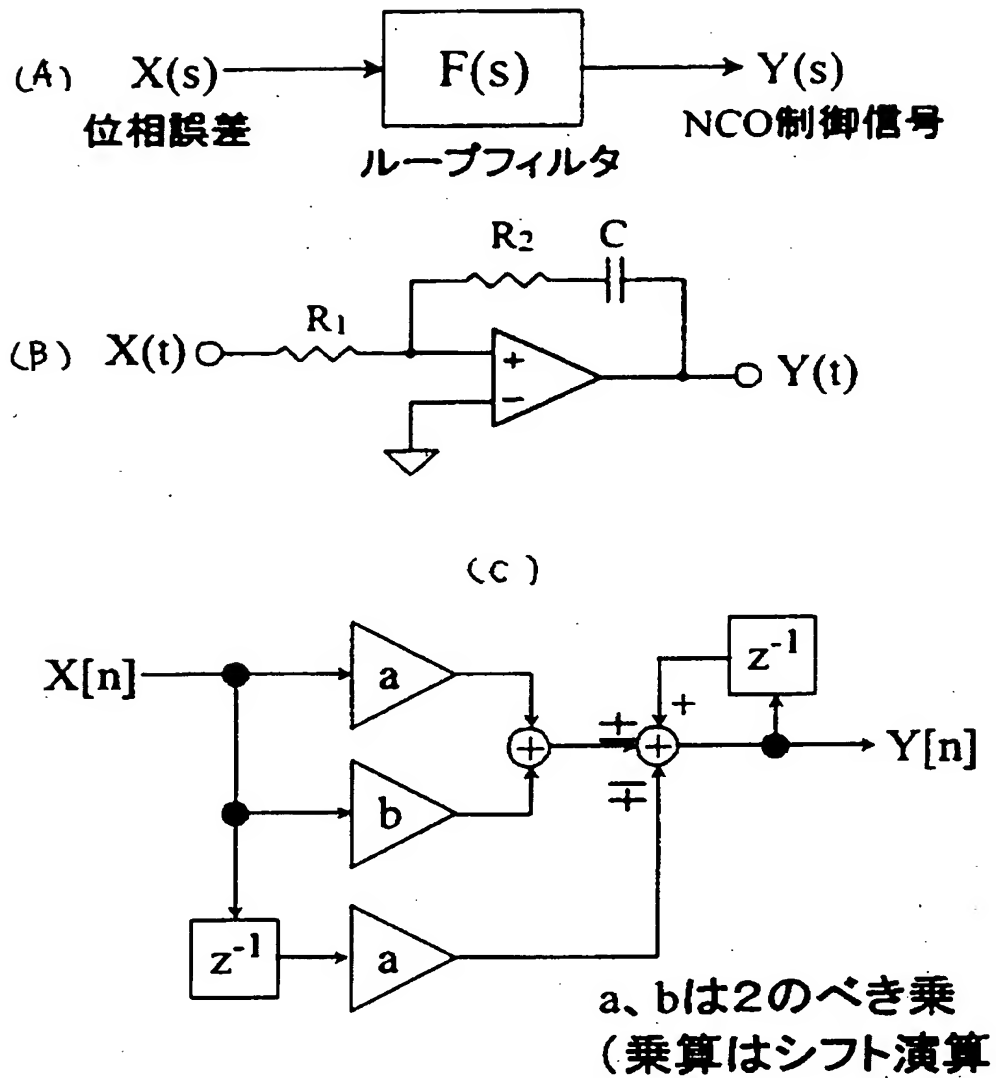 (A) X(s) F(s) Y(s)
位相誤差 NCO制御信号
ループフィルタ
R2 C
R1
(B) X(t) + Y(t)
−
(C)
z-1
X[n] a +
+ ± + Y[n]
∓
b
z-1 a
a、bは2のべき乗
(乗算はシフト演算